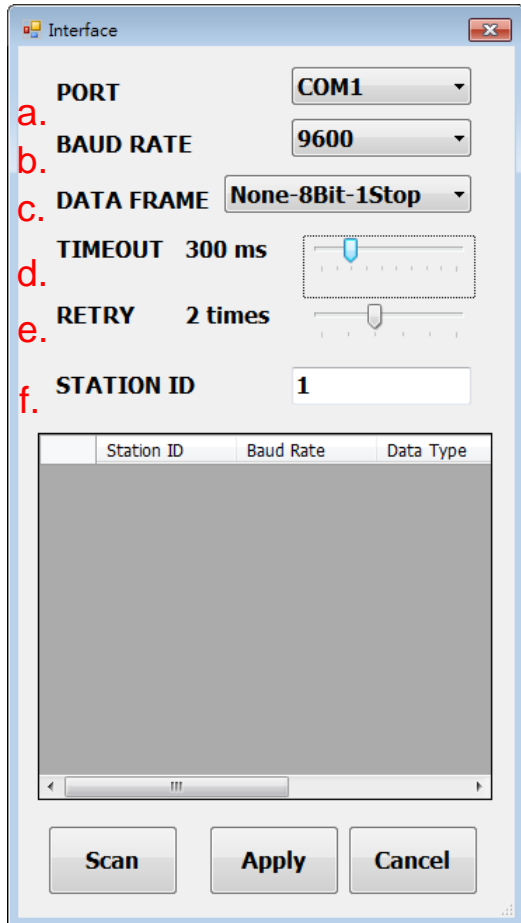 Interface
PORT COM1
a.
BAUD RATE 9600
b.
DATA FRAME None-8Bit-1Stop
c.
TIMEOUT 300 ms
d.
RETRY 2 times
e.
STATION ID 1
f.
Station ID Baud Rate Data Type
Scan Apply Cancel